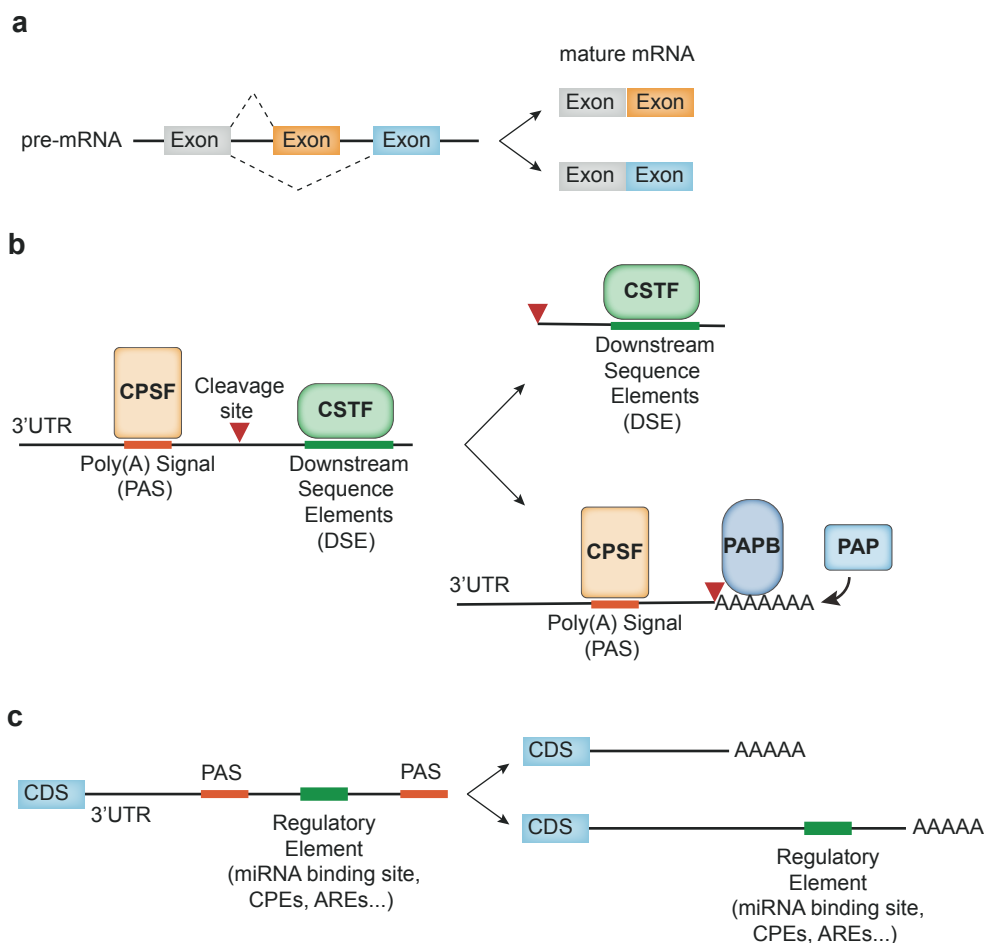 a
mature mRNA
Exon Exon
pre-mRNA Exon Exon Exon
Exon Exon
b
CSTF
Downstream
Sequence
Elements
(DSE)
CPSF
Cleavage
site
CSTF
3'UTR
Poly(A) Signal
(PAS)
Downstream
Sequence
Elements
(DSE)
CPSF
PAPB
PAP
3'UTR
AAAAAAA
Poly(A) Signal
(PAS)
c
CDS
PAS
PAS
3'UTR
Regulatory
Element
(miRNA binding site,
CPEs, AREs...)
CDS
AAAAA
CDS
AAAAA
Regulatory
Element
(miRNA binding site,
CPEs, AREs...)